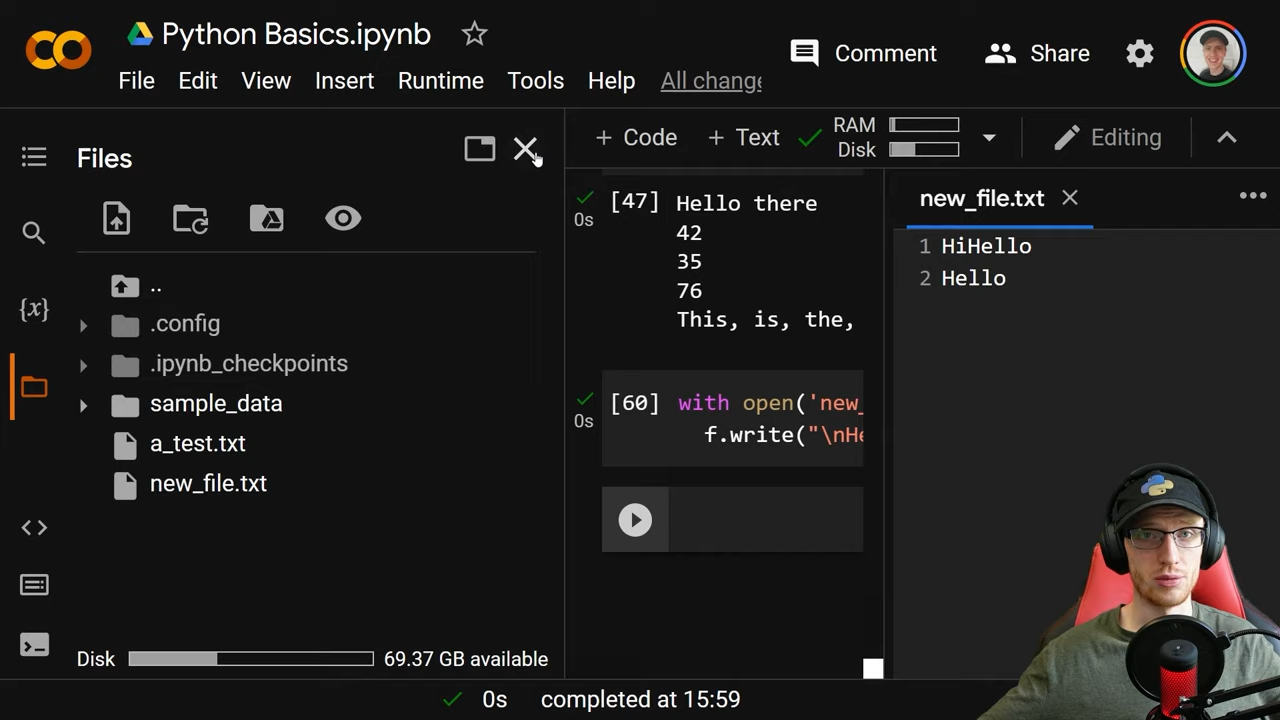 Python Basics.ipynb
Comment
Share
File Edit View Insert Runtime Tools Help All change
Files
+ Code + Text
RAM
Disk
Editing
..
.config
.ipynb_checkpoints
sample_data
a_test.txt
new_file.txt
{x}
Disk 69.37 GB available
0s
[47] Hello there
42
35
76
This, is, the,
0s
[60] with open('new_
f.write("\nHe
new_file.txt
1 HiHello
2 Hello
0s completed at 15:59